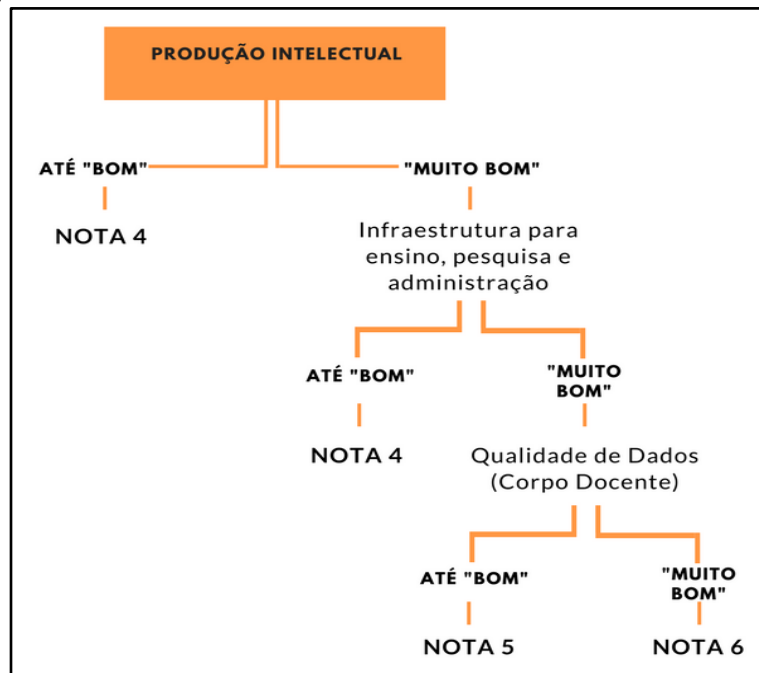 PRODUÇÃO INTELECTUAL
ATÉ "BOM"
"MUITO BOM"
NOTA 4
Infraestrutura para
ensino, pesquisa e
administração
ATÉ "BOM"
"MUITO
BOM"
NOTA 4
Qualidade de Dados
(Corpo Docente)
ATÉ "BOM"
"MUITO
BOM"
NOTA 5
NOTA 6